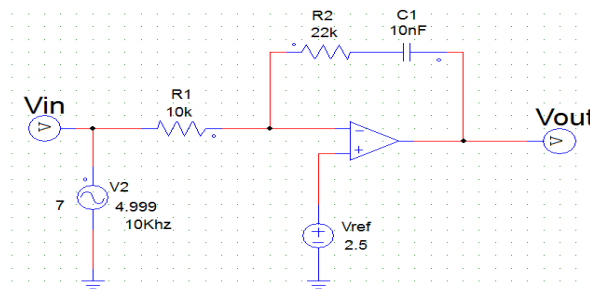 R2
22k
C1
10nF
R1
10k
Vin
V
Vout
V
V2
7
4.999
10Khz
Vref
2.5